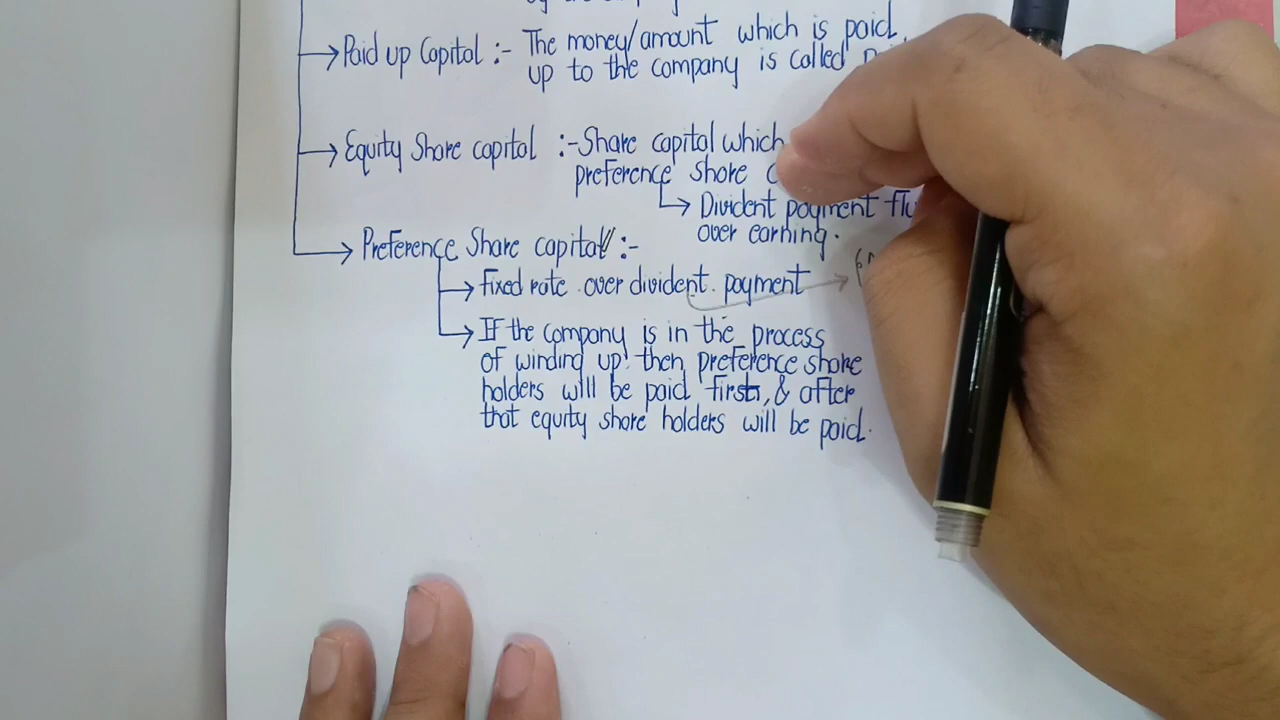 → Paid up Capital :- The money/amount which is paid
up to the company is called
→ Equity Share capital :- Share capital which
preference share
→ Divident payment
over earning.
→ Preference Share capital :-
→ Fixed rate over divident payment →
→ If the company is in the process
of winding up then preference share
holders will be paid first, & after
that equity share holders will be paid.